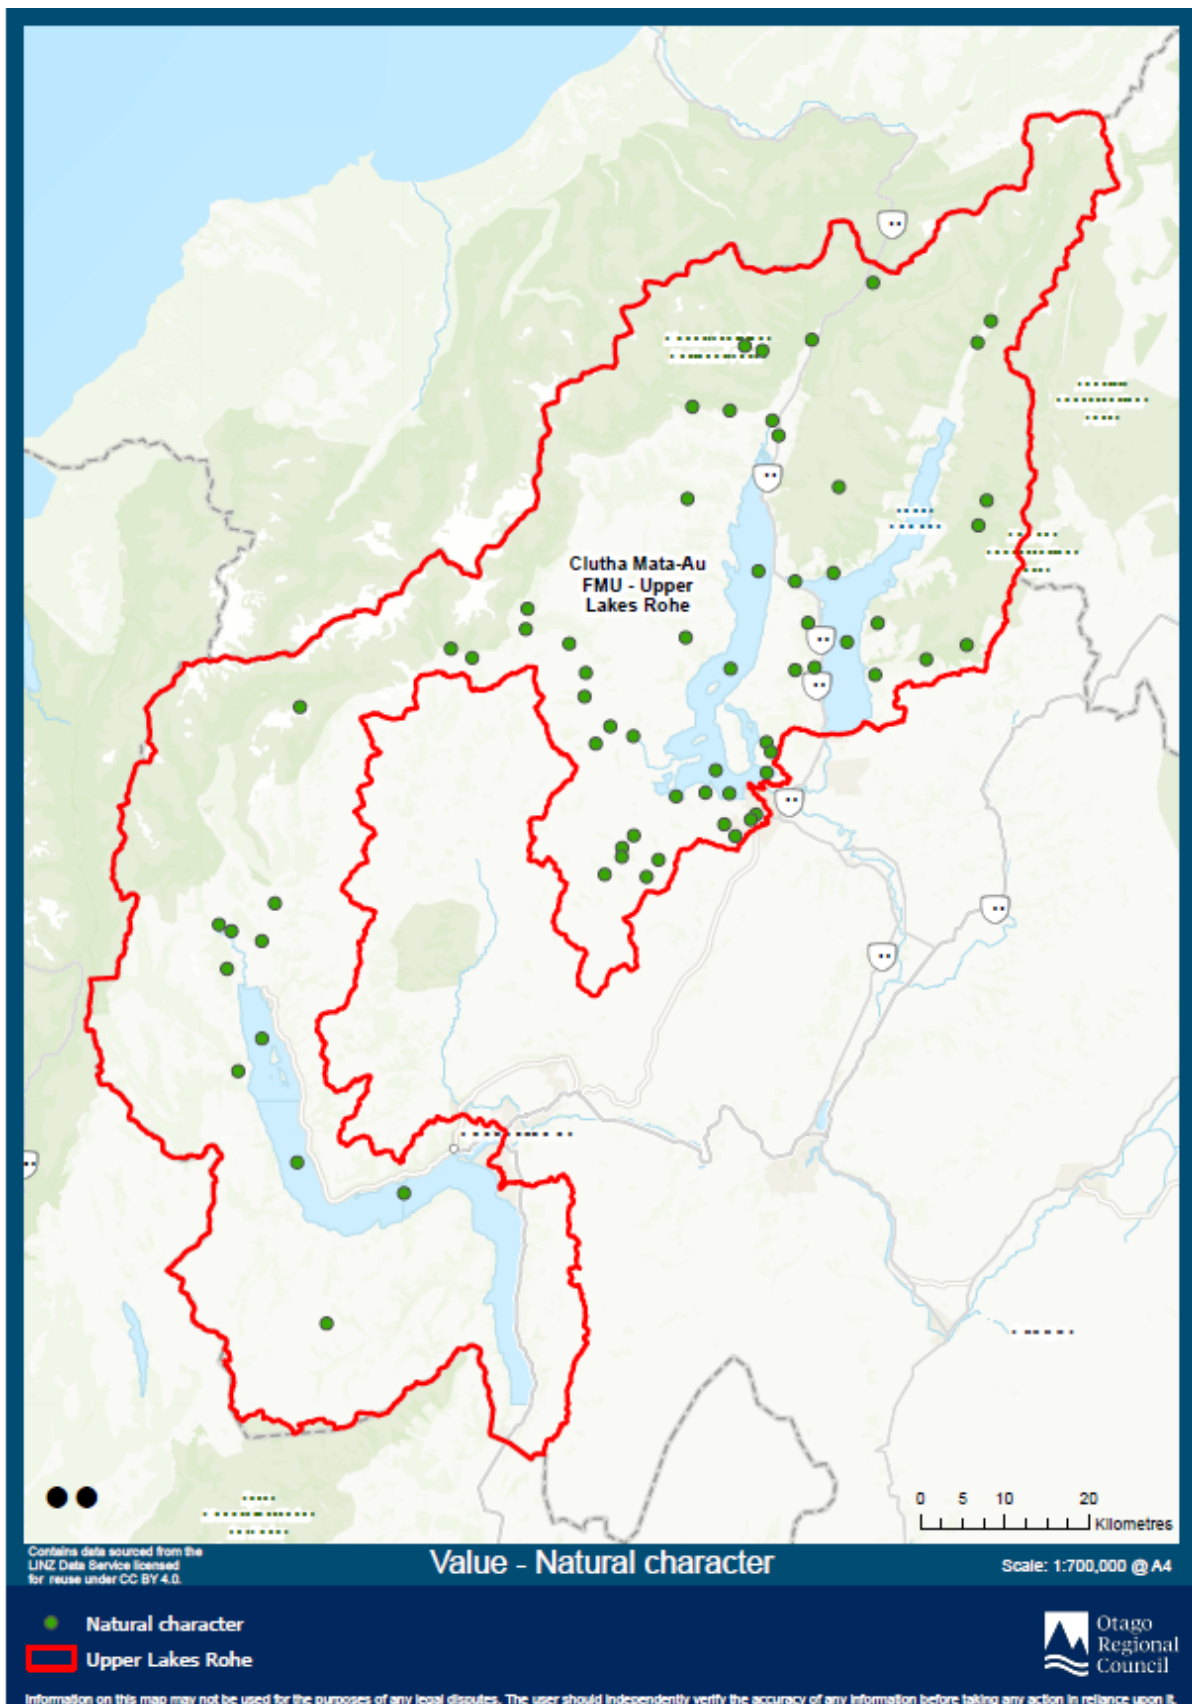 Clutha Mata-Au
FMU - Upper
Lakes Rohe
0 5 10 20
Kilometres
Contains data sourced from the
LINZ Data Service licensed
for reuse under CC BY 4.0.
Value - Natural character
Scale: 1:700,000 @ A4
Natural character
Upper Lakes Rohe
Otago
Regional
Council
Information on this map may not be used for the purposes of any legal disputes. The user should independently verify the accuracy of any information before taking any action in reliance upon it.